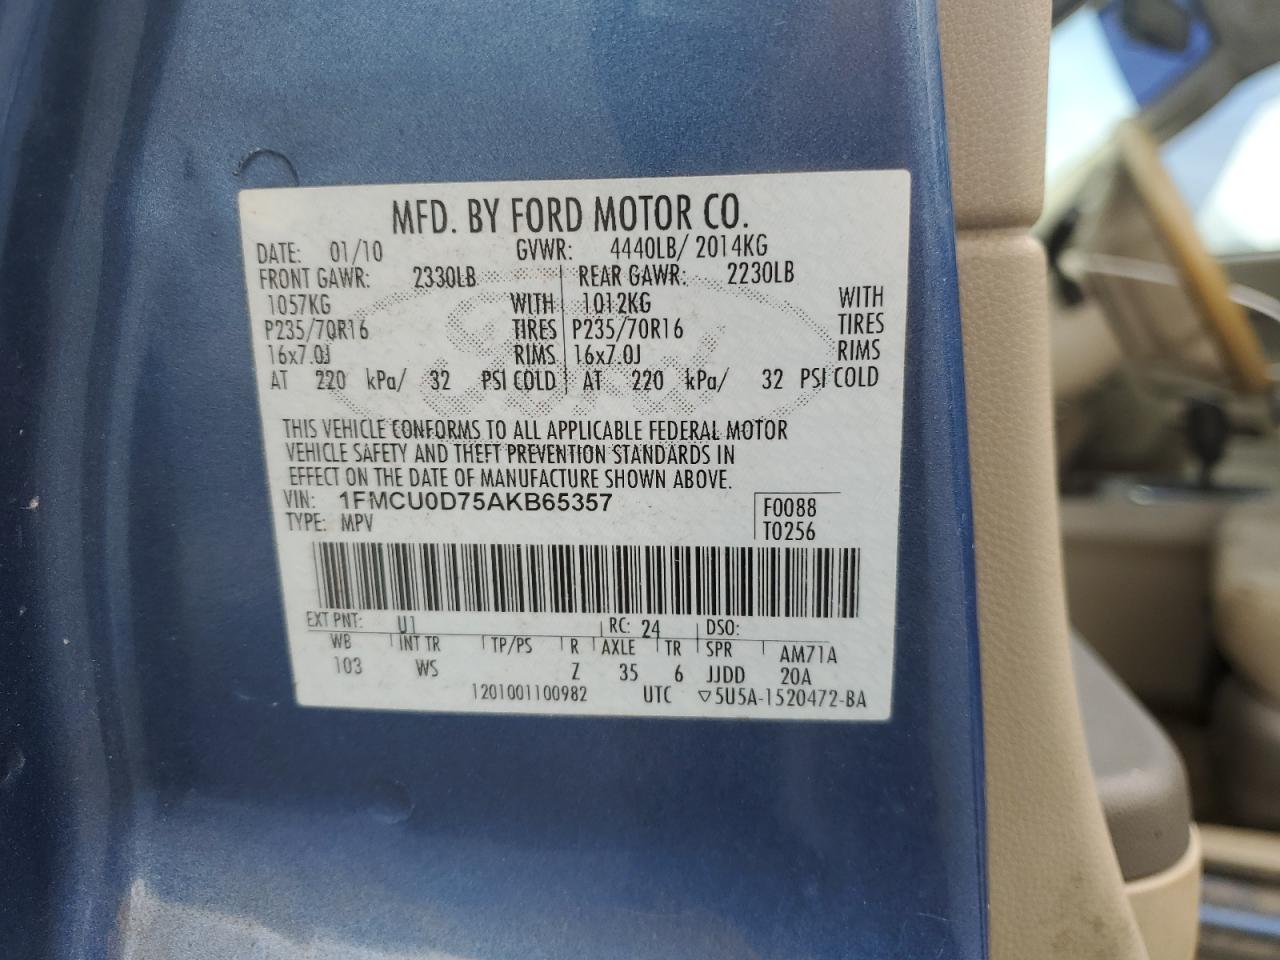 MFD. BY FORD MOTOR CO.
DATE: 01/10 GVWR: 4440LB/ 2014KG
FRONT GAWR: 2330LB REAR GAWR: 2230LB
1057KG WITH 1012KG WITH
P235/70R16 TIRES P235/70R16 TIRES
16x7.0J RIMS 16x7.0J RIMS
AT 220 kPa/ 32 PSI COLD AT 220 kPa/ 32 PSI COLD
Ford
THIS VEHICLE CONFORMS TO ALL APPLICABLE FEDERAL MOTOR
VEHICLE SAFETY AND THEFT PREVENTION STANDARDS IN
EFFECT ON THE DATE OF MANUFACTURE SHOWN ABOVE.
VIN: 1FMCU0D75AKB65357 F0088
TYPE: MPV T0256
EXT PNT: U1 RC: 24 DSO:
WB INT TR TP/PS R AXLE TR SPR AM71A
103 WS Z 35 6 JJDD 20A
1201001100982 UTC ▽5U5A-1520472-BA